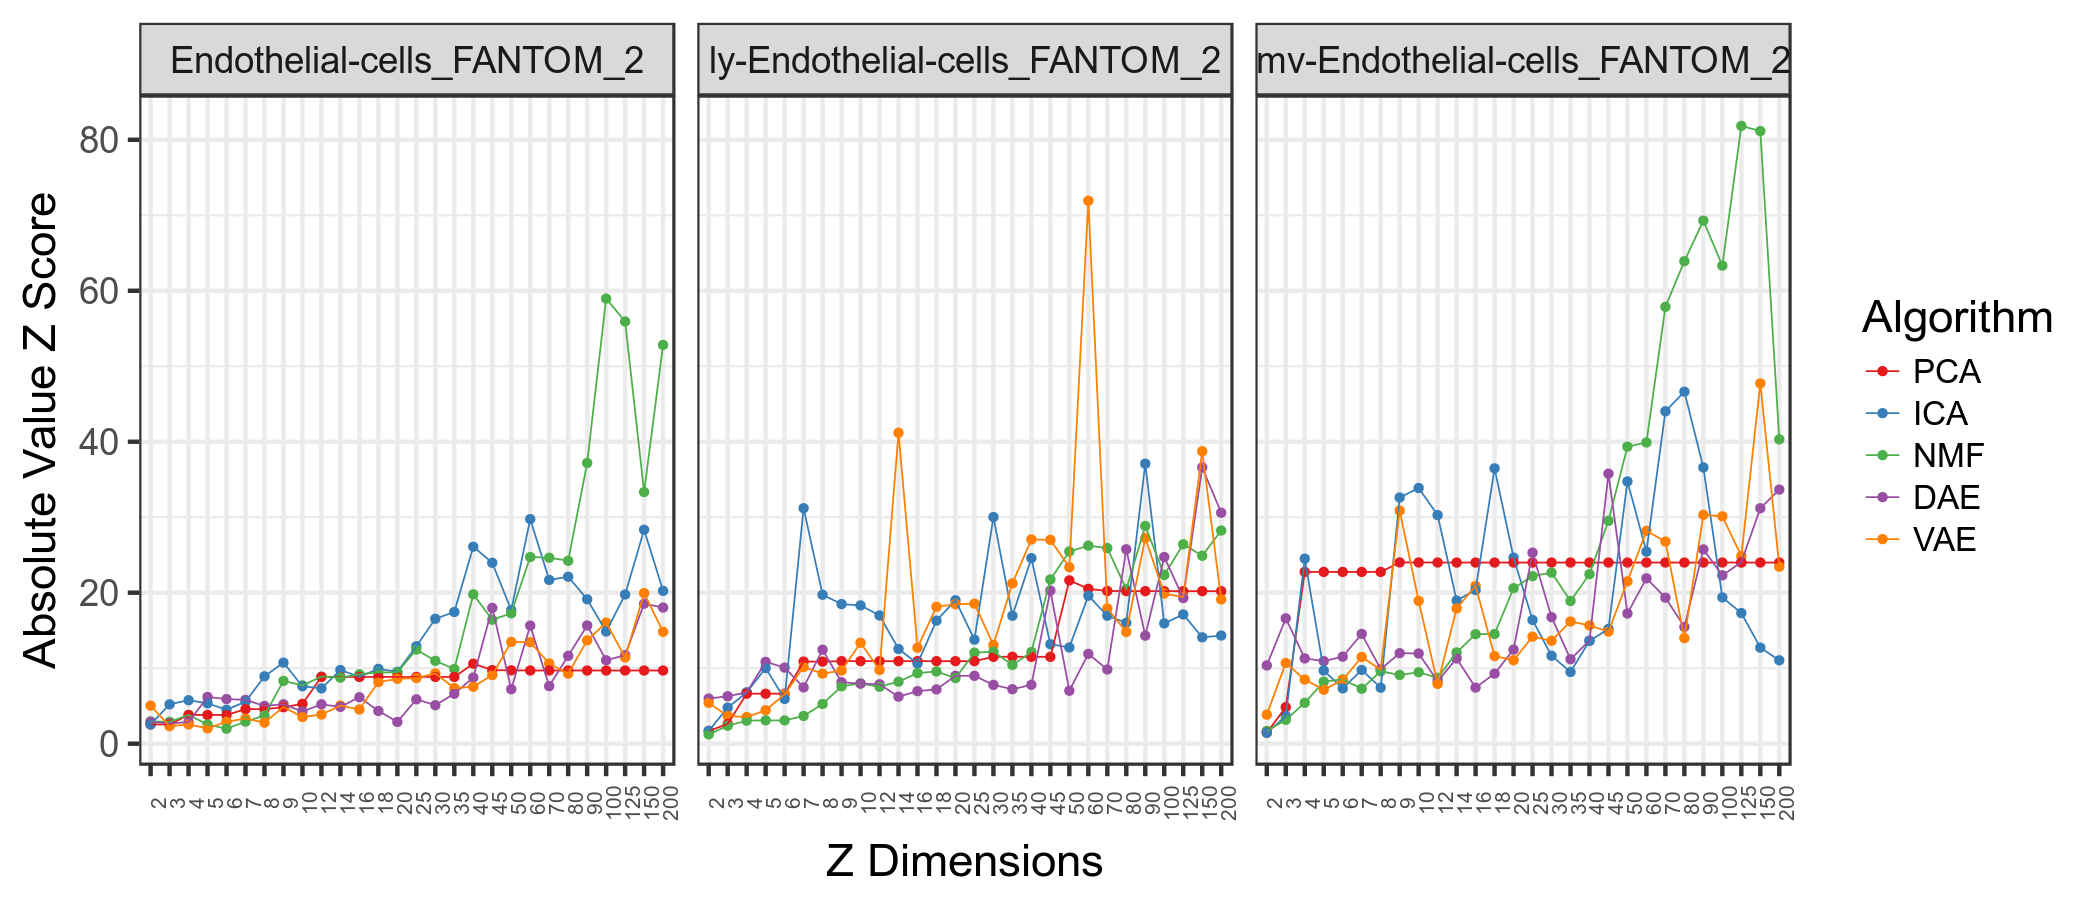 Endothelial-cells_FANTOM_2 ly-Endothelial-cells_FANTOM_2 mv-Endothelial-cells_FANTOM_2
80
60
40
20
0
Absolute Value Z Score
2 3 4 5 6 7 8 9 10 12 14 16 18 20 25 30 35 40 45 50 60 70 80 90 100 125 150 200
2 3 4 5 6 7 8 9 10 12 14 16 18 20 25 30 35 40 45 50 60 70 80 90 100 125 150 200
2 3 4 5 6 7 8 9 10 12 14 16 18 20 25 30 35 40 45 50 60 70 80 90 100 125 150 200
Z Dimensions
Algorithm
PCA
ICA
NMF
DAE
VAE